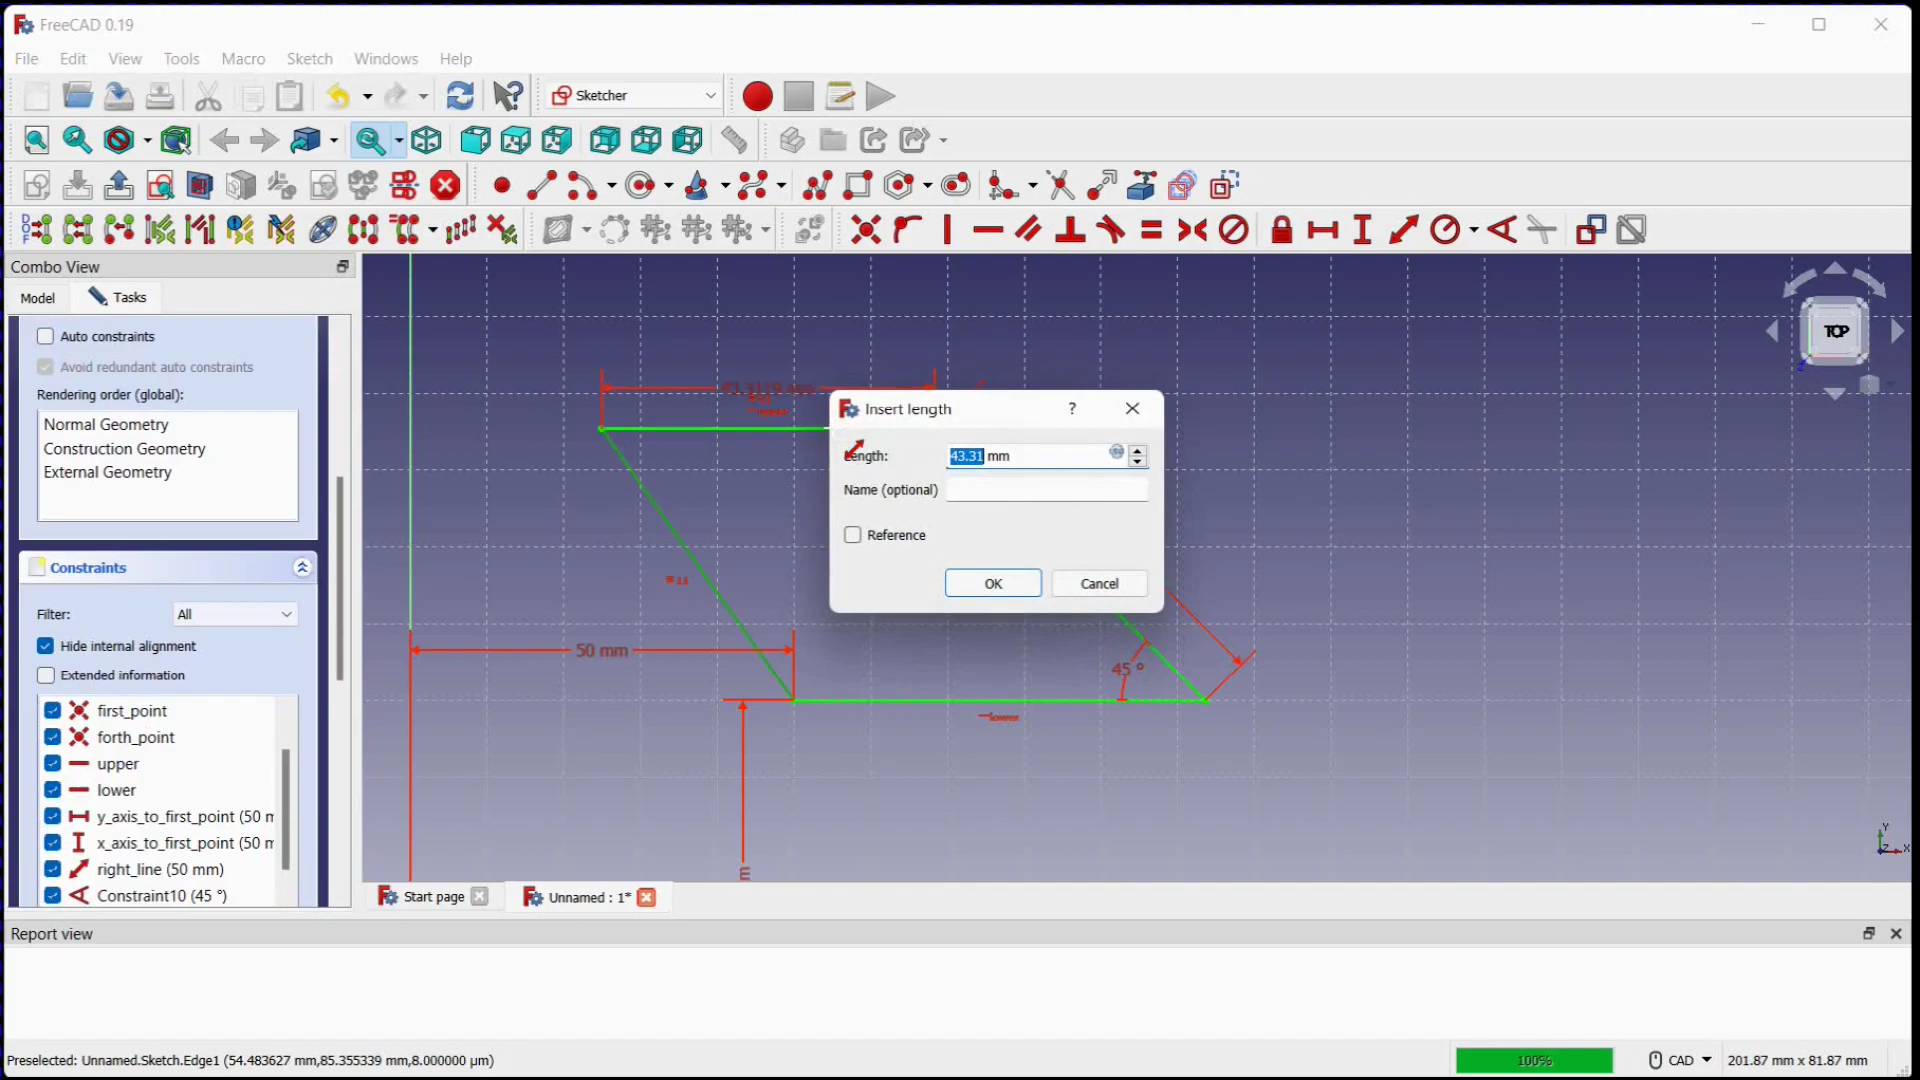 FreeCAD 0.19
File Edit View Tools Macro Sketch Windows Help
Sketcher
Combo View
Model Tasks
Auto constraints
Avoid redundant auto constraints
Rendering order (global):
Normal Geometry
Construction Geometry
External Geometry
Constraints
Filter: All
Hide internal alignment
Extended information
first_point
forth_point
upper
lower
y_axis_to_first_point (50 m
x_axis_to_first_point (50 m
right_line (50 mm)
Constraint10 (45 °)
TOP
Z
43.3119 mm
Insert length
?
Length: 43.31 mm
Name (optional)
Reference
OK Cancel
50 mm
45 °
lower
Y
Z X
Start page Unnamed : 1*
Report view
Preselected: Unnamed.Sketch.Edge1 (54.483627 mm,85.355339 mm,8.000000 µm)
100% CAD 201.87 mm x 81.87 mm